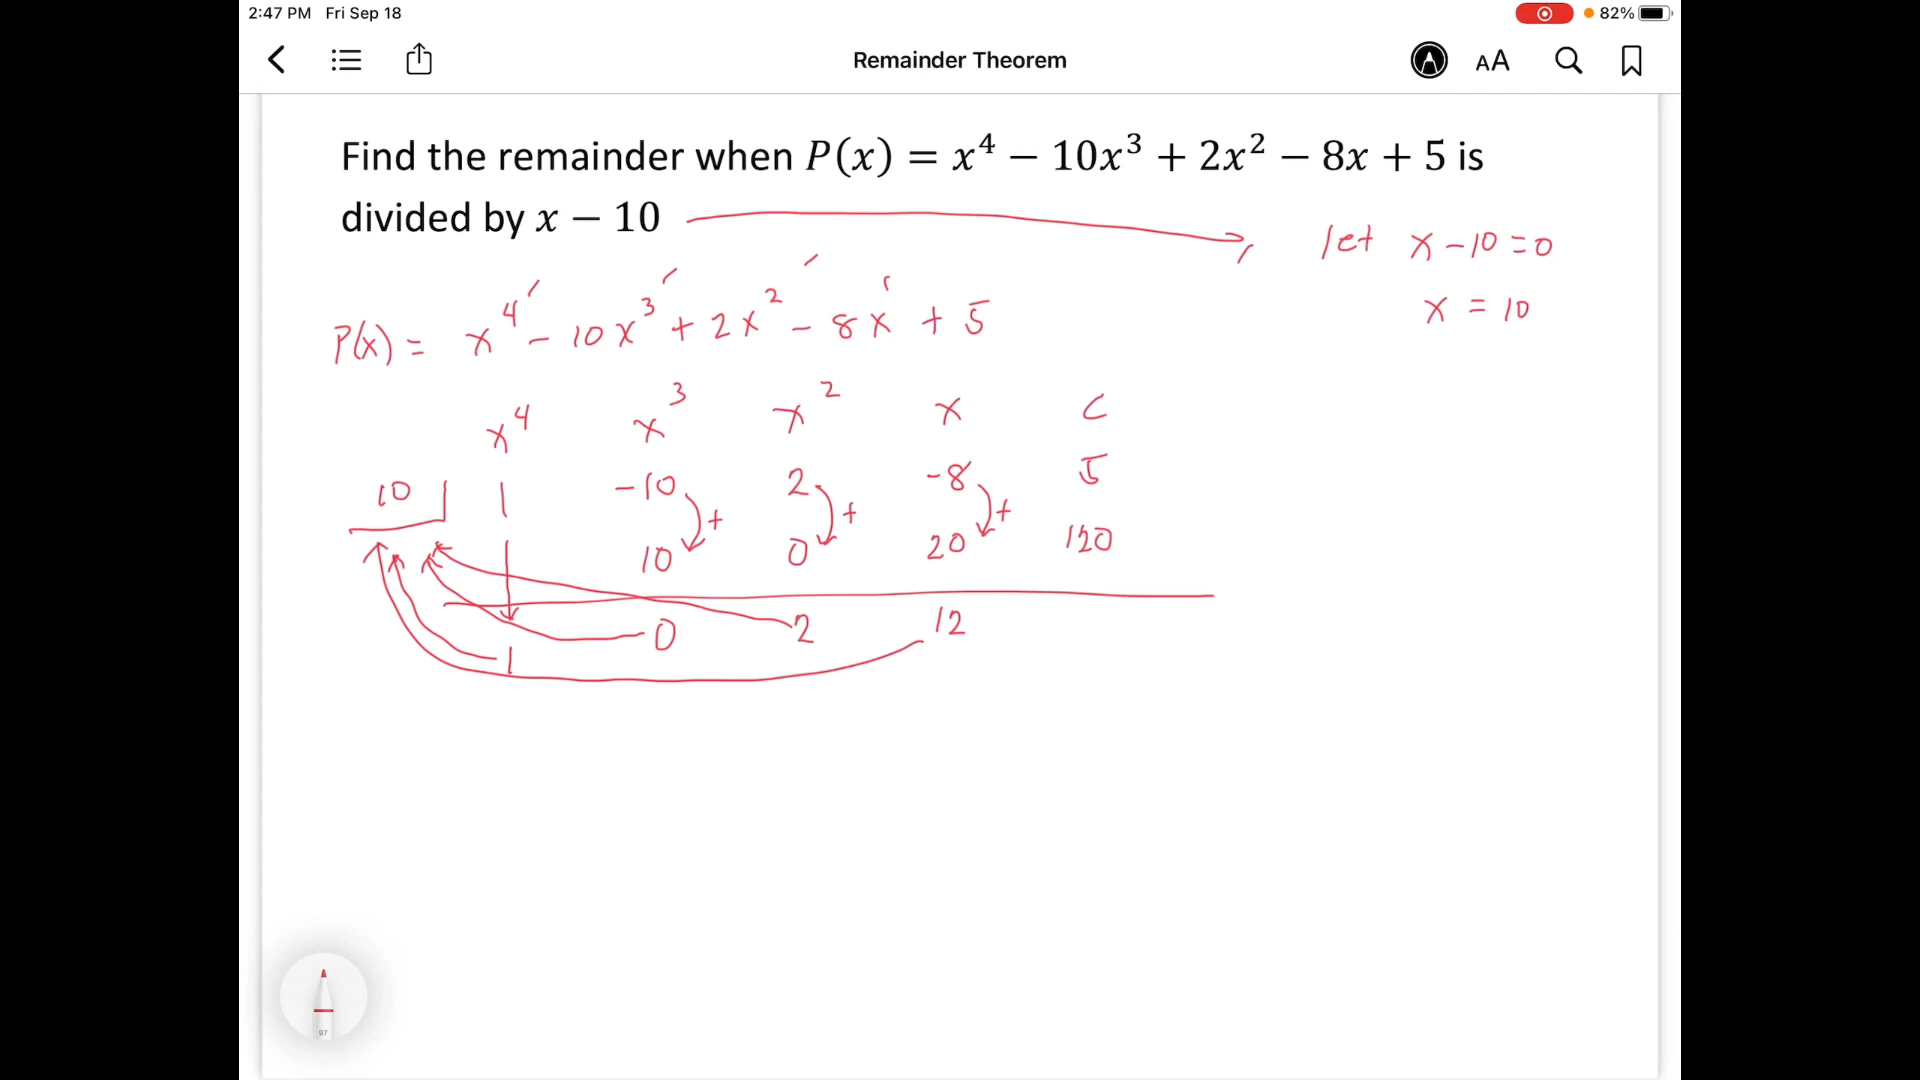 2:47 PM Fri Sep 18
82%
Remainder Theorem
AA
Find the remainder when P(x) = x⁴ − 10x³ + 2x² − 8x + 5 is
divided by x − 10
let x − 10 = 0
x = 10
P(x) = x⁴ − 10x³ + 2x² − 8x + 5
x⁴ x³ x² x c
10 | 1 −10 2 −8 5
+ + +
10 0 20 120
1 0 2 12
97